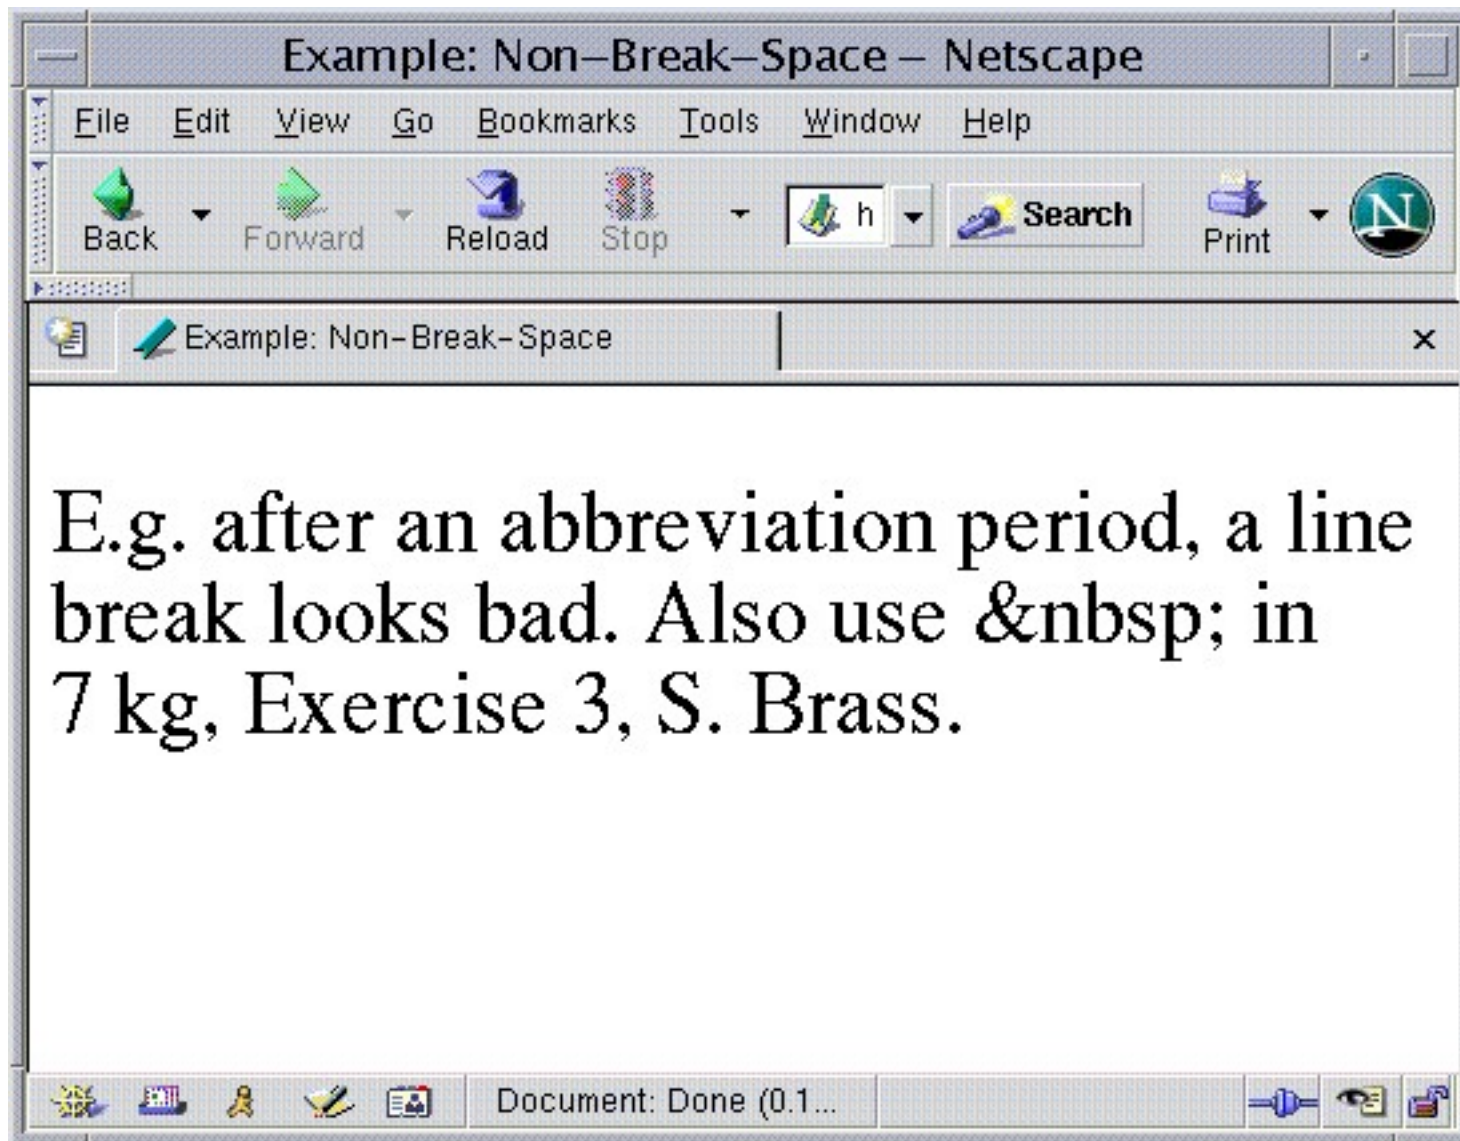 Example: Non–Break–Space – Netscape
File Edit View Go Bookmarks Tools Window Help
h Search N
Back Forward Reload Stop Print
Example: Non-Break-Space ×
E.g. after an abbreviation period, a line
break looks bad. Also use &amp;nbsp; in
7 kg, Exercise 3, S. Brass.
Document: Done (0.1...